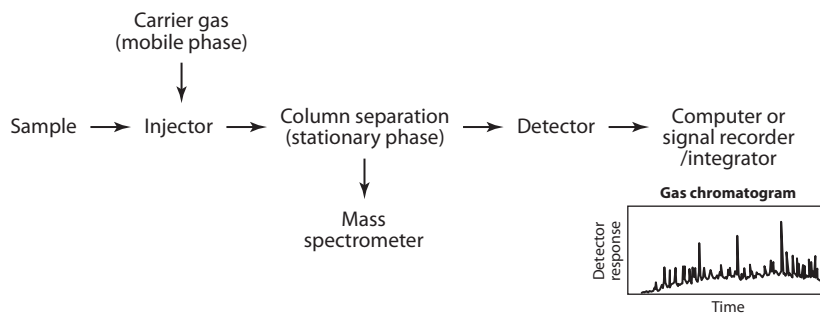 Carrier gas
(mobile phase)
Sample
Injector
Column separation
(stationary phase)
Detector
Computer or
signal recorder
/integrator
Mass
spectrometer
Gas chromatogram
Detector
response
Time